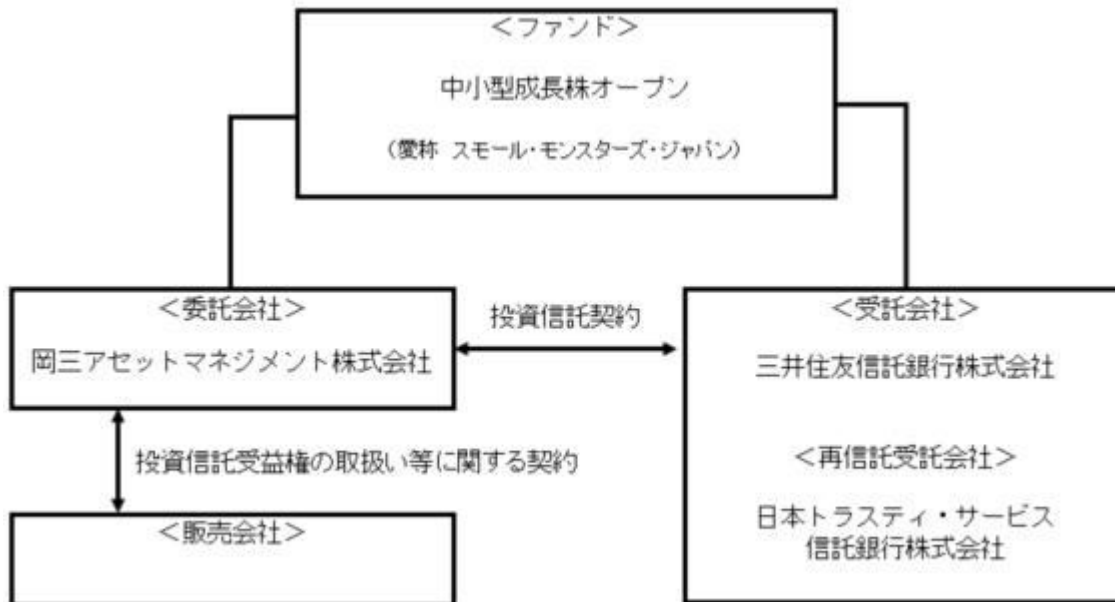 ＜ファンド＞
中小型成長株オープン
（愛称 スモール・モンスターズ・ジャパン）
＜委託会社＞
岡三アセットマネジメント株式会社
投資信託契約
＜受託会社＞
三井住友信託銀行株式会社
＜再信託受託会社＞
日本トラスティ・サービス
信託銀行株式会社
投資信託受益権の取扱い等に関する契約
＜販売会社＞